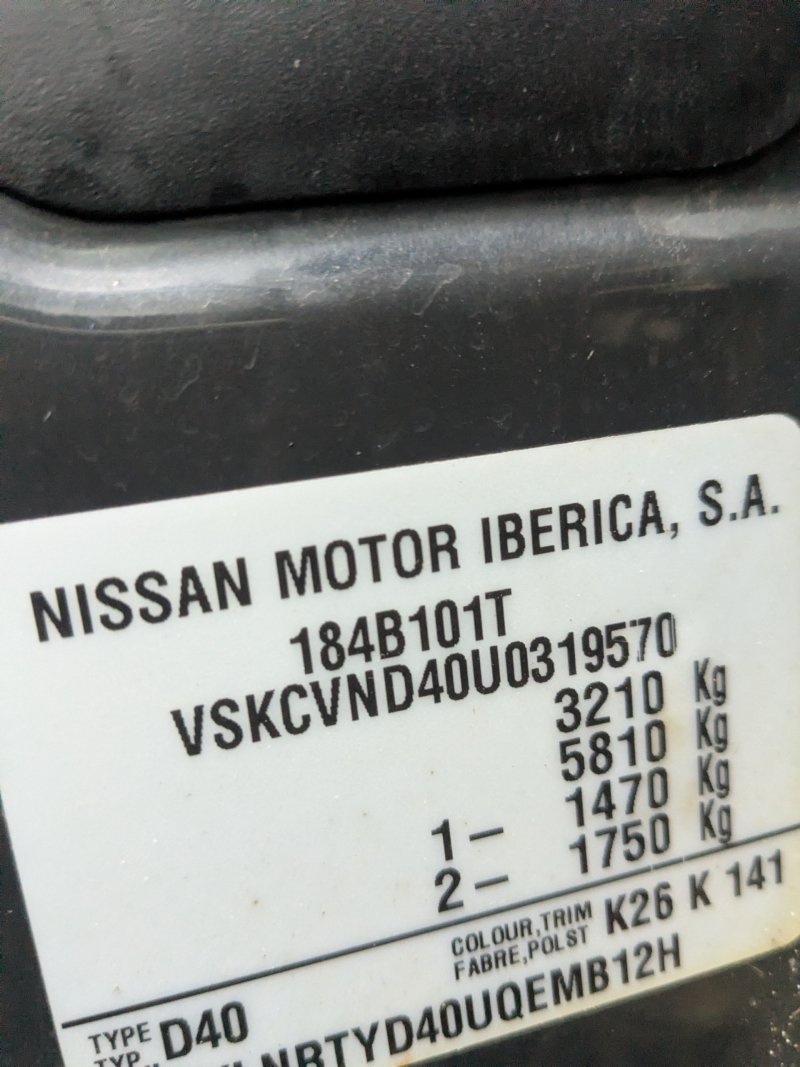 NISSAN MOTOR IBERICA, S.A.
184B101T
VSKCVND40U0319570
3210 Kg
5810 Kg
1 - 1470 Kg
2 - 1750 Kg
COLOUR,TRIM K26 K 141
FABRE,POLST
TYPE D40
TYP